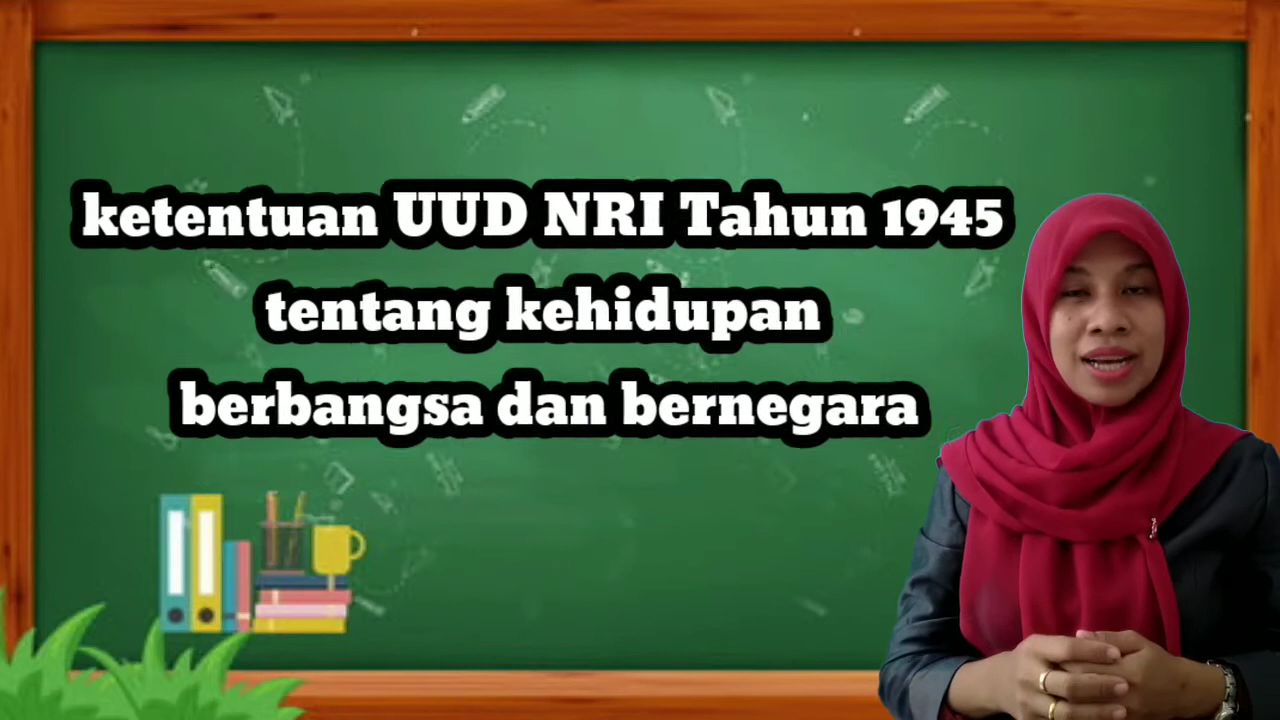 ketentuan UUD NRI Tahun 1945
tentang kehidupan
berbangsa dan bernegara